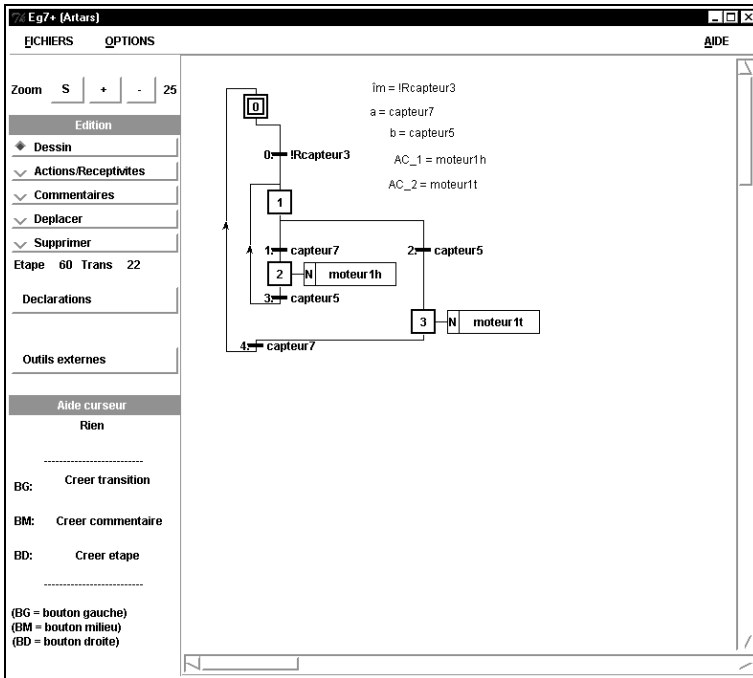 7⁄ Eg7+ (Artars)
FICHIERS OPTIONS AIDE
Zoom S + - 25
Edition
Dessin
Actions/Receptivites
Commentaires
Deplacer
Supprimer
Etape 60 Trans 22
Declarations
Outils externes
Aide curseur
Rien
-------------------------
BG: Creer transition
BM: Creer commentaire
BD: Creer etape
-------------------------
(BG = bouton gauche)
(BM = bouton milieu)
(BD = bouton droite)
0
0: !Rcapteur3
1
1: capteur7
2: capteur5
2 N moteur1h
3: capteur5
3 N moteur1t
4: capteur7
îm = !Rcapteur3
a = capteur7
b = capteur5
AC_1 = moteur1h
AC_2 = moteur1t